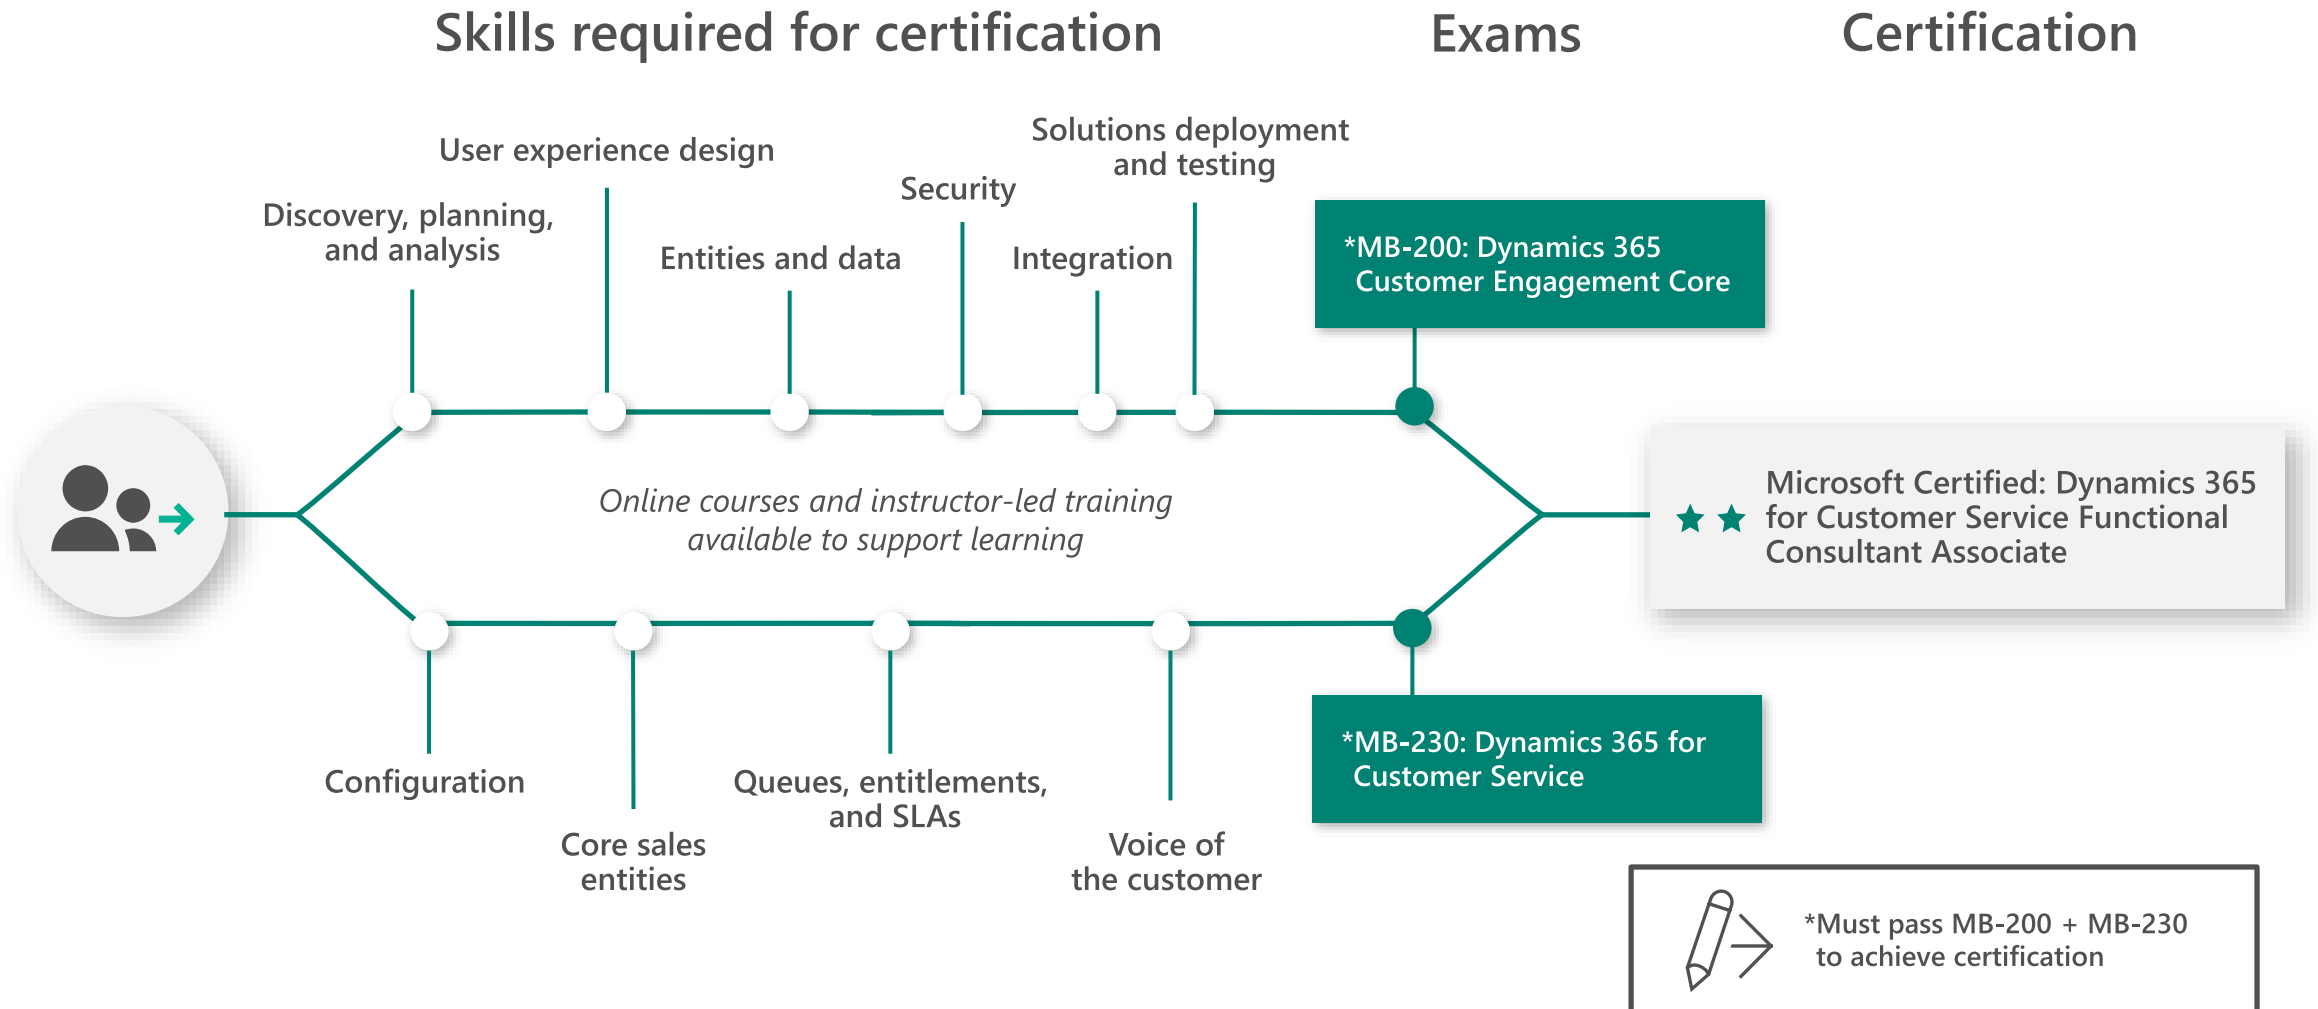 Skills required for certification
Exams
Certification
User experience design
Solutions deployment
and testing
Security
Discovery, planning,
and analysis
Entities and data
Integration
*MB-200: Dynamics 365
Customer Engagement Core
Online courses and instructor-led training
available to support learning
Microsoft Certified: Dynamics 365
for Customer Service Functional
Consultant Associate
Configuration
Core sales
entities
Queues, entitlements,
and SLAs
Voice of
the customer
*MB-230: Dynamics 365 for
Customer Service
*Must pass MB-200 + MB-230
to achieve certification